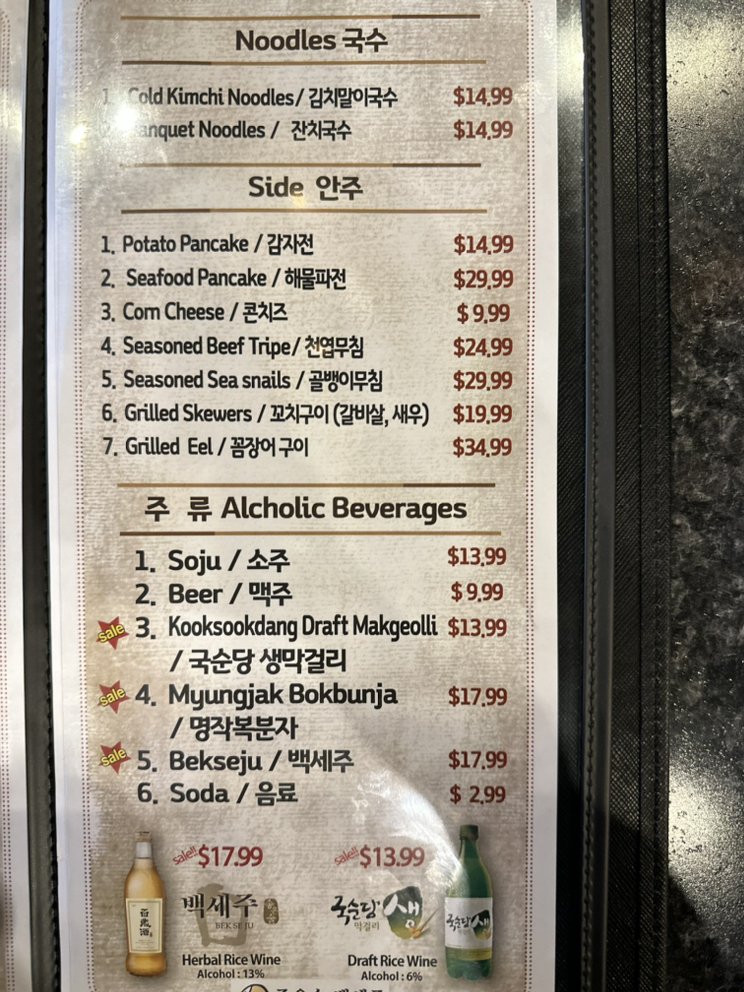 Noodles 국수
1. Cold Kimchi Noodles/ 김치말이국수 $14.99
Noodles / 잔치국수 $14.99
Side 안주
1. Potato Pancake / 감자전 $14.99
2. Seafood Pancake / 해물파전 $29.99
3. Corn Cheese / 콘치즈 $ 9.99
4. Seasoned Beef Tripe/ 천엽무침 $24.99
5. Seasoned Sea snails / 골뱅이무침 $29.99
6. Grilled Skewers / 꼬치구이 (갈비살, 새우) $19.99
7. Grilled Eel / 꼼장어 구이 $34.99
주 류 Alcholic Beverages
1. Soju / 소주 $13.99
2. Beer / 맥주 $ 9.99
sale 3. Kooksookdang Draft Makgeolli $13.99
/ 국순당 생막걸리
sale 4. Myungjak Bokbunja $17.99
/ 명작복분자
sale 5. Bekseju / 백세주 $17.99
6. Soda / 음료 $ 2.99
sale!! $17.99
백세주
BEK SE JU
百歲酒
Herbal Rice Wine
Alcohol : 13%
sale!! $13.99
국순당 생
막걸리
국순당 생
Draft Rice Wine
Alcohol : 6%